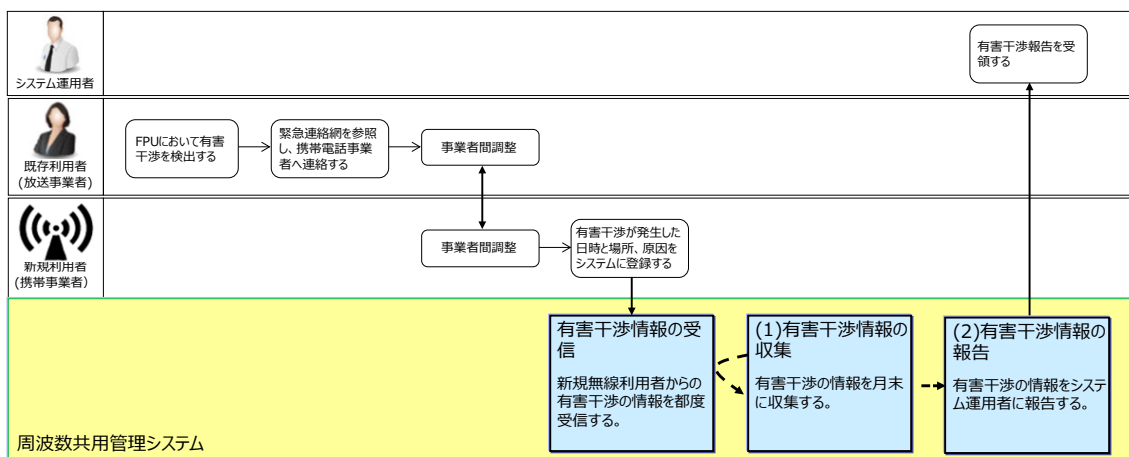 システム運用者
有害干渉報告を受
領する
既存利用者
(放送事業者)
FPUにおいて有害
干渉を検出する
緊急連絡網を参照
し、携帯電話事業
者へ連絡する
事業者間調整
新規利用者
(携帯事業者)
事業者間調整
有害干渉が発生した
日時と場所、原因を
システムに登録する
有害干渉情報の受
信
新規無線利用者からの
有害干渉の情報を都度
受信する。
(1)有害干渉情報の
収集
有害干渉の情報を月末
に収集する。
(2)有害干渉情報の
報告
有害干渉の情報をシステ
ム運用者に報告する。
周波数共用管理システム